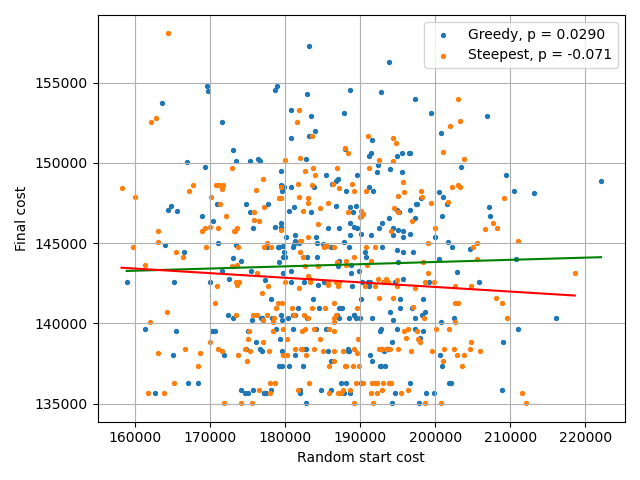 Greedy, p = 0.0290
Steepest, p = -0.071
155000
150000
145000
140000
135000
Final cost
160000 170000 180000 190000 200000 210000 220000
Random start cost